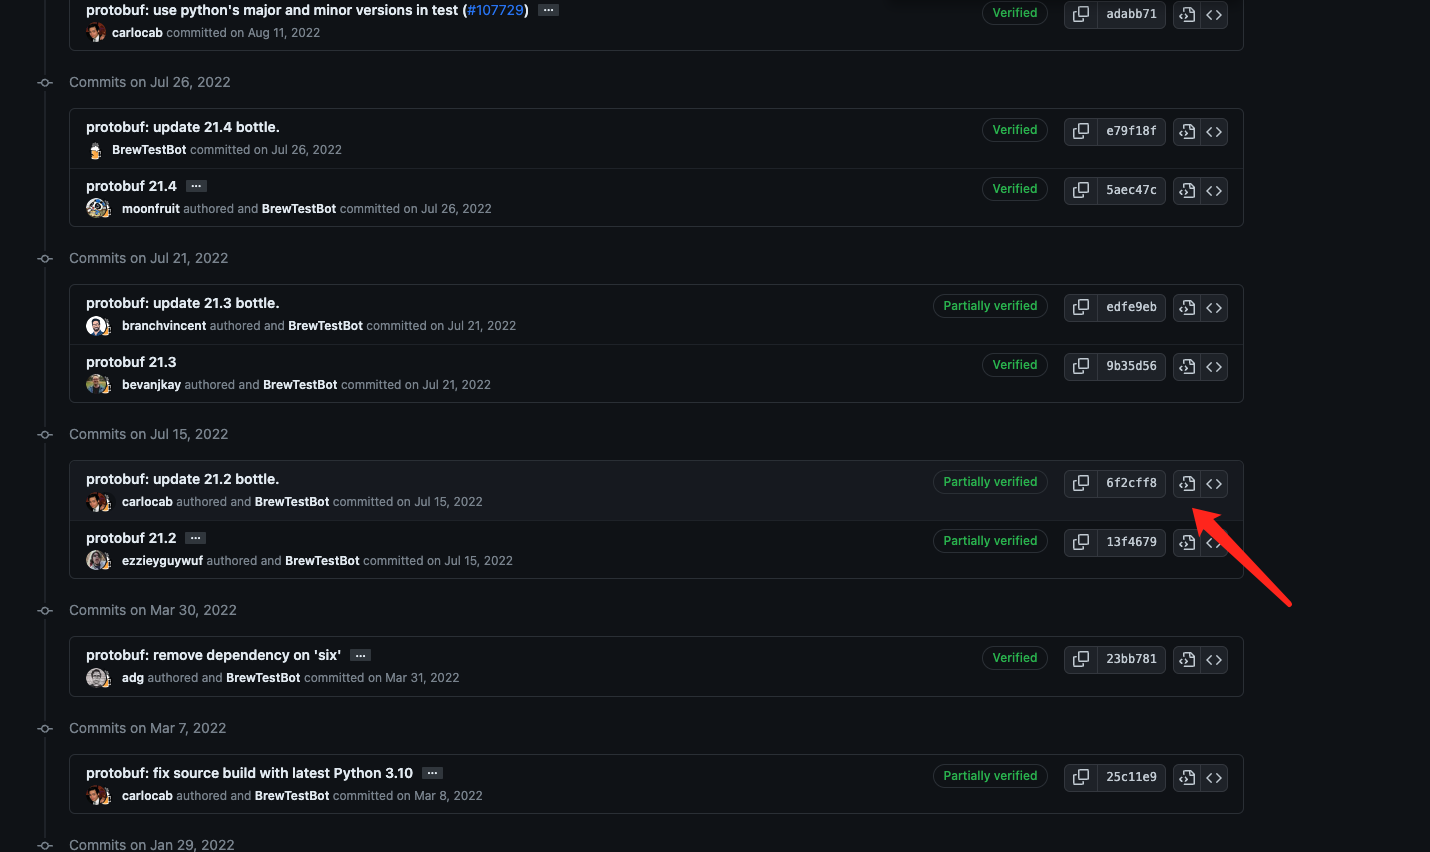 protobuf: use python's major and minor versions in test (#107729) ...
Verified
adabb71
carlocab committed on Aug 11, 2022
Commits on Jul 26, 2022
protobuf: update 21.4 bottle.
Verified
e79f18f
BrewTestBot committed on Jul 26, 2022
protobuf 21.4 ...
Verified
5aec47c
moonfruit authored and BrewTestBot committed on Jul 26, 2022
Commits on Jul 21, 2022
protobuf: update 21.3 bottle.
Partially verified
edfe9eb
branchvincent authored and BrewTestBot committed on Jul 21, 2022
protobuf 21.3
Verified
9b35d56
bevanjkay authored and BrewTestBot committed on Jul 21, 2022
Commits on Jul 15, 2022
protobuf: update 21.2 bottle.
Partially verified
6f2cff8
carlocab authored and BrewTestBot committed on Jul 15, 2022
protobuf 21.2 ...
Partially verified
13f4679
ezzieyguywuf authored and BrewTestBot committed on Jul 15, 2022
Commits on Mar 30, 2022
protobuf: remove dependency on 'six' ...
Verified
23bb781
adg authored and BrewTestBot committed on Mar 31, 2022
Commits on Mar 7, 2022
protobuf: fix source build with latest Python 3.10 ...
Partially verified
25c11e9
carlocab authored and BrewTestBot committed on Mar 8, 2022
Commits on Jan 29, 2022